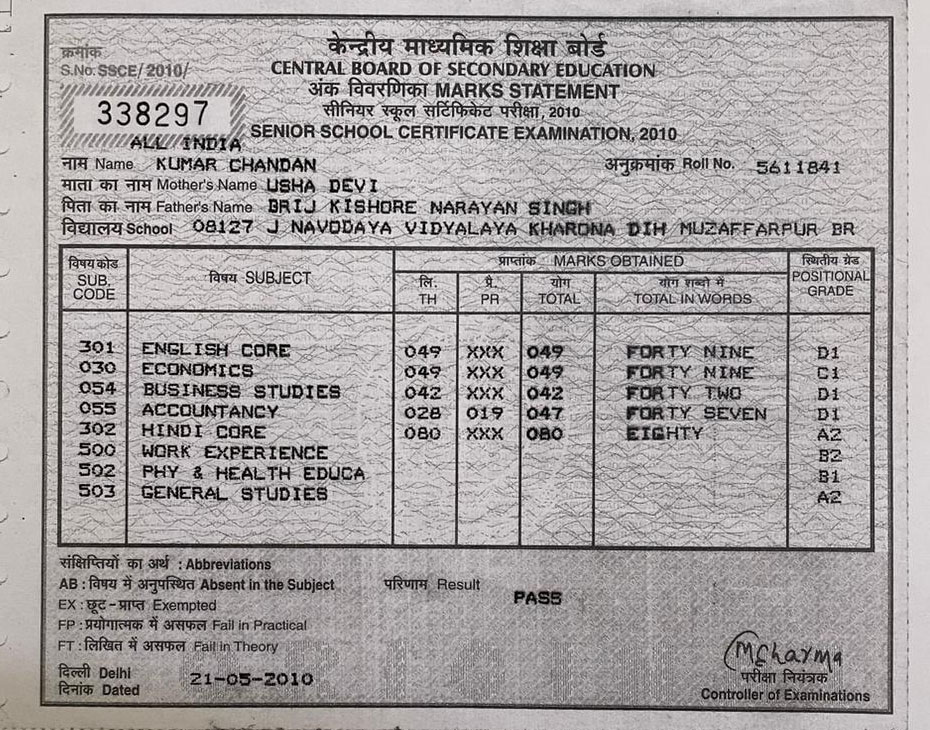 केन्द्रीय माध्यमिक शिक्षा बोर्ड
क्रमांक
S.No. SSCE/ 2010/
CENTRAL BOARD OF SECONDARY EDUCATION
अंक विवरणिका MARKS STATEMENT
338297
सीनियर स्कूल सर्टिफिकेट परीक्षा, 2010
SENIOR SCHOOL CERTIFICATE EXAMINATION, 2010
ALL INDIA
नाम Name KUMAR CHANDAN अनुक्रमांक Roll No. 5611841
माता का नाम Mother's Name USHA DEVI
पिता का नाम Father's Name BRIJ KISHORE NARAYAN SINGH
विद्यालय School 08127 J NAVODAYA VIDYALAYA KHARONA DIH MUZAFFARPUR BR
विषय कोड SUB. CODE विषय SUBJECT प्राप्तांक MARKS OBTAINED स्थितीय ग्रेड POSITIONAL GRADE
लि. TH प्रै. PR योग TOTAL योग शब्दों में TOTAL IN WORDS
301 ENGLISH CORE 049 XXX 049 FORTY NINE D1
030 ECONOMICS 049 XXX 049 FORTY NINE C1
054 BUSINESS STUDIES 042 XXX 042 FORTY TWO D1
055 ACCOUNTANCY 028 019 047 FORTY SEVEN D1
302 HINDI CORE 080 XXX 080 EIGHTY A2
500 WORK EXPERIENCE B2
502 PHY & HEALTH EDUCA B1
503 GENERAL STUDIES A2
संक्षिप्तियों का अर्थ : Abbreviations
AB : विषय में अनुपस्थित Absent in the Subject परिणाम Result PASS
EX : छूट - प्राप्त Exempted
FP : प्रयोगात्मक में असफल Fail in Practical
FT : लिखित में असफल Fail in Theory
MSharma
दिल्ली Delhi
दिनांक Dated 21-05-2010
परीक्षा नियंत्रक
Controller of Examinations